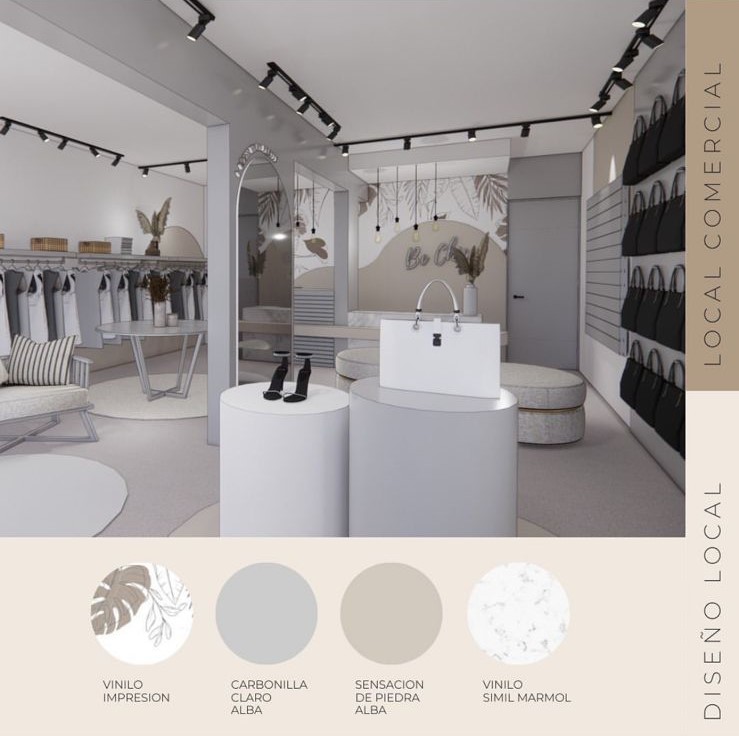 Be Ch
LOCAL COMERCIAL
DISEÑO LOCAL
VINILO
IMPRESION
CARBONILLA
CLARO
ALBA
SENSACION
DE PIEDRA
ALBA
VINILO
SIMIL MARMOL